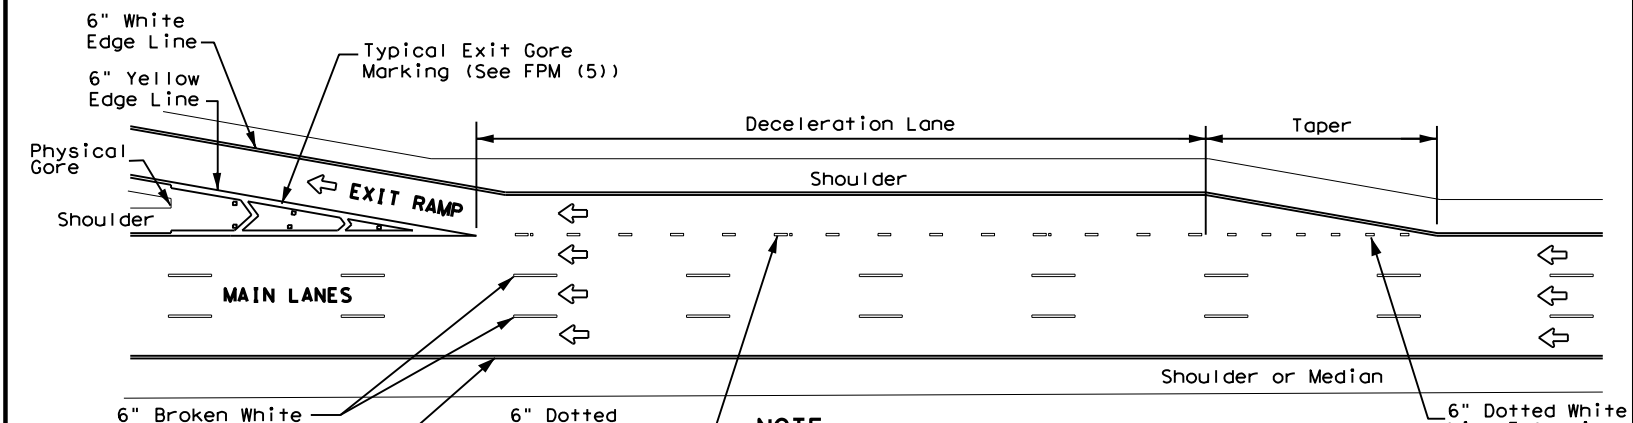 6" White
Edge Line
Typical Exit Gore
Marking (See FPM (5))
6" Yellow
Edge Line
Deceleration Lane
Taper
Physical
Gore
Shoulder
EXIT RAMP
Shoulder
MAIN LANES
Shoulder or Median
6" Broken White
6" Dotted
NOTE
6" Dotted White